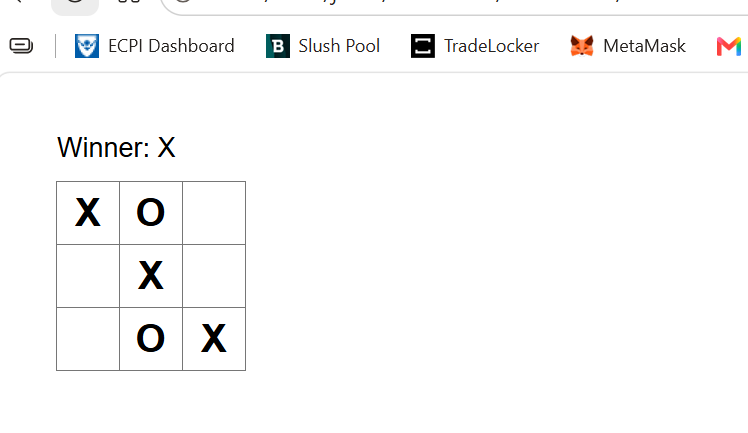 ECPI Dashboard B Slush Pool TradeLocker MetaMask
Winner: X
X O
X
O X